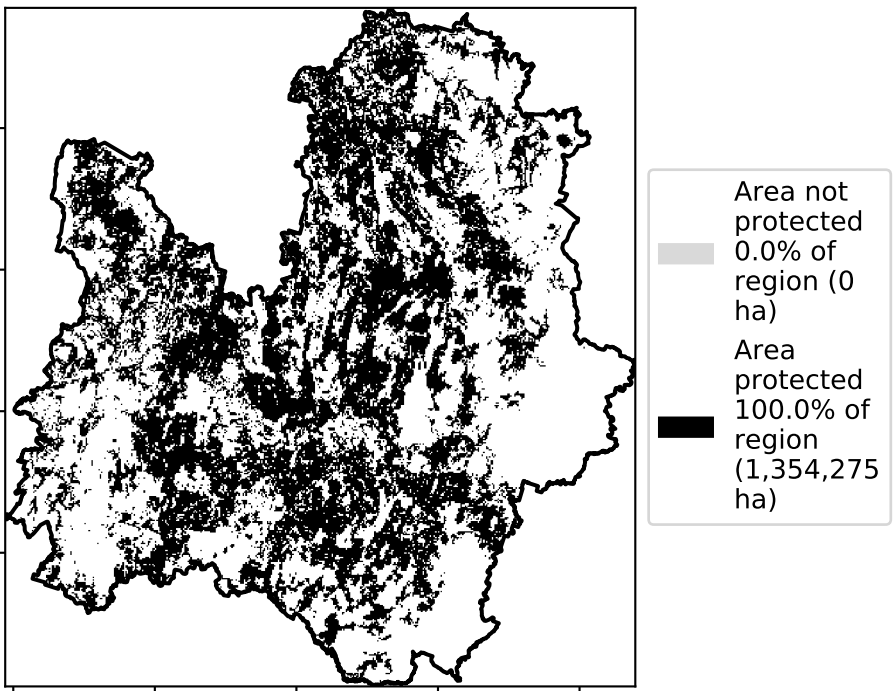 Area not
protected
0.0% of
region (0
ha)
Area
protected
100.0% of
region
(1,354,275
ha)